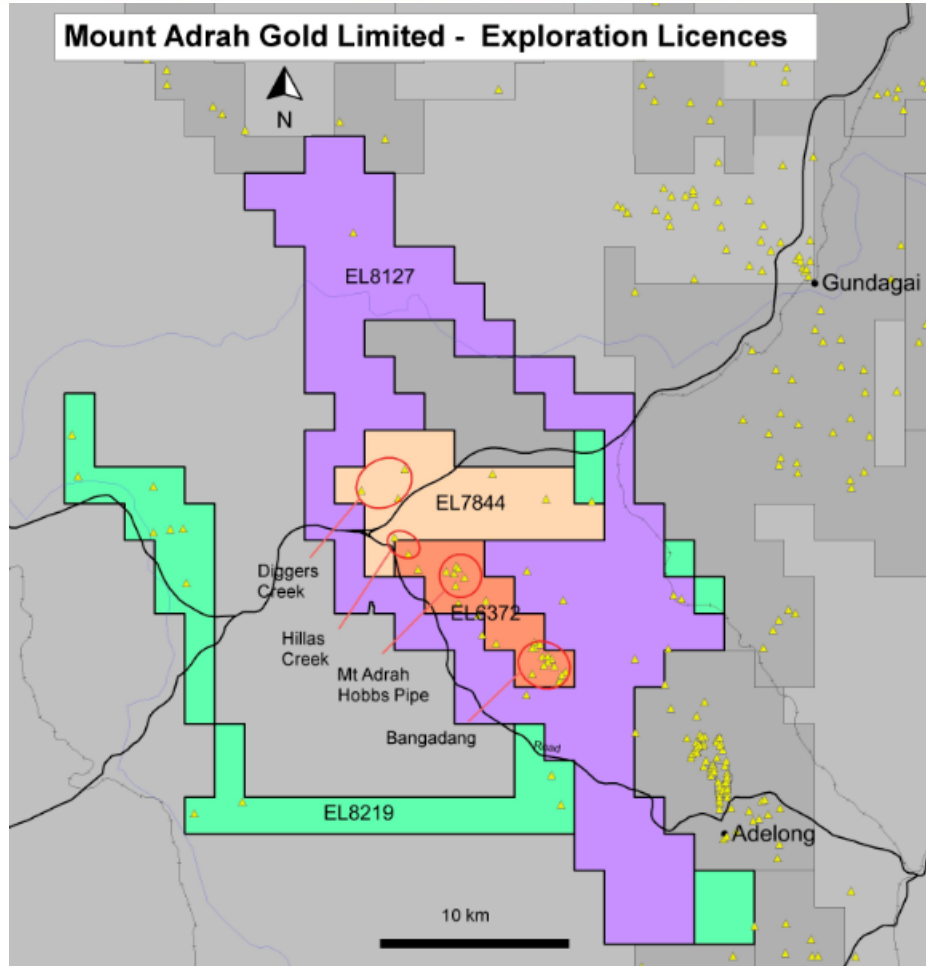 Mount Adrah Gold Limited - Exploration Licences
N
EL8127
Gundagai
EL7844
Diggers
Creek
EL6372
Hillas
Creek
Mt Adrah
Hobbs Pipe
Bangadang
Road
EL8219
Adelong
10 km